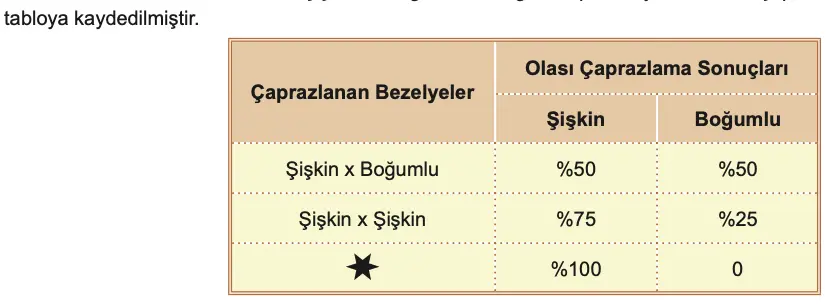 tabloya kaydedilmiştir.
Çaprazlanan Bezelyeler
Olası Çaprazlama Sonuçları
Şişkin
Boğumlu
Şişkin x Boğumlu
%50
%50
Şişkin x Şişkin
%75
%25
%100
0